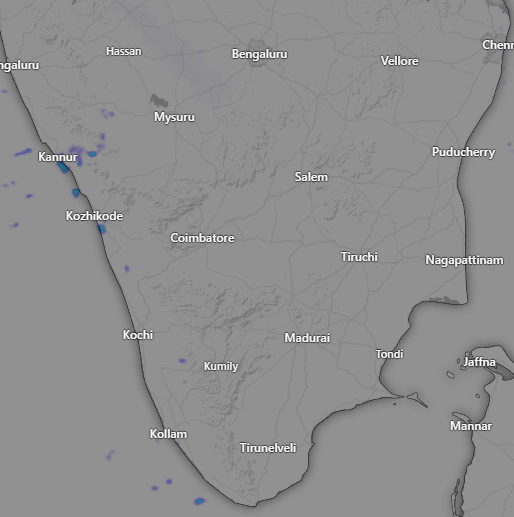 Hassan
Bengaluru
Chenn
ngaluru
Vellore
Mysuru
Kannur
Puducherry
Salem
Kozhikode
Coimbatore
Tiruchi
Nagapattinam
Kochi
Madurai
Tondi
Kumily
Jaffna
Kollam
Mannar
Tirunelveli